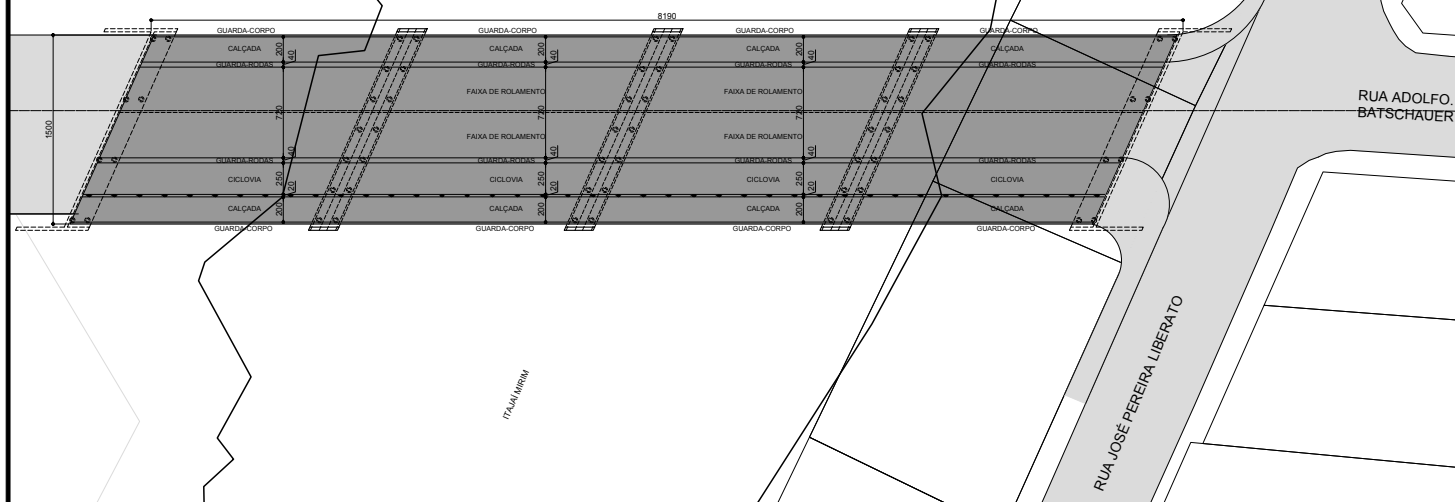 8190
GUARDA-CORPO GUARDA-CORPO GUARDA-CORPO GUARDA-CORPO
CALÇADA CALÇADA CALÇADA CALÇADA
200 200 200
40 40 40
GUARDA-RODAS GUARDA-RODAS GUARDA-RODAS GUARDA-RODAS
FAIXA DE ROLAMENTO FAIXA DE ROLAMENTO
720 720 720
1500
FAIXA DE ROLAMENTO FAIXA DE ROLAMENTO
40 40 40
GUARDA-RODAS GUARDA-RODAS GUARDA-RODAS GUARDA-RODAS
CICLOVIA CICLOVIA CICLOVIA CICLOVIA
250 250 250
20 20 20
CALÇADA CALÇADA CALÇADA CALÇADA
200 200 200
GUARDA-CORPO GUARDA-CORPO GUARDA-CORPO GUARDA-CORPO
RUA ADOLFO.
BATSCHAUER
ITAJAÍ MIRIM
RUA JOSÉ PEREIRA LIBERATO